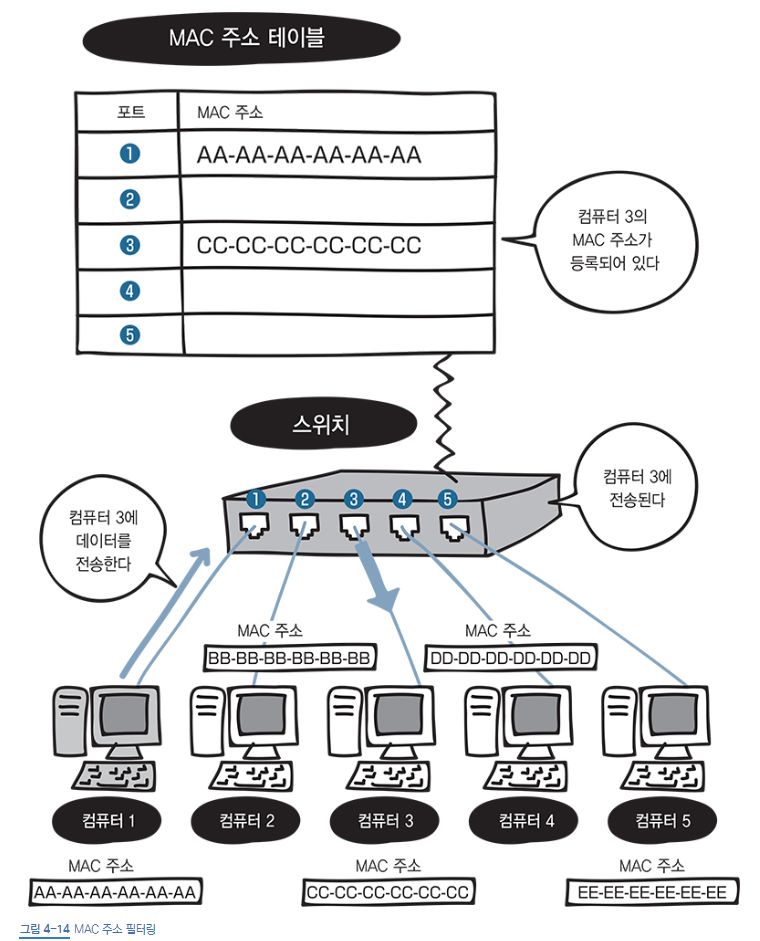 MAC 주소 테이블
포트 MAC 주소
1 AA-AA-AA-AA-AA-AA
2
3 CC-CC-CC-CC-CC-CC
4
5
컴퓨터 3의
MAC 주소가
등록되어 있다
스위치
컴퓨터 3에
전송된다
1 2 3 4 5
컴퓨터 3에
데이터를
전송한다
MAC 주소
BB-BB-BB-BB-BB-BB
MAC 주소
DD-DD-DD-DD-DD-DD
컴퓨터 1
컴퓨터 2
컴퓨터 3
컴퓨터 4
컴퓨터 5
MAC 주소
AA-AA-AA-AA-AA-AA
MAC 주소
CC-CC-CC-CC-CC-CC
MAC 주소
EE-EE-EE-EE-EE-EE
그림 4-14 MAC 주소 필터링